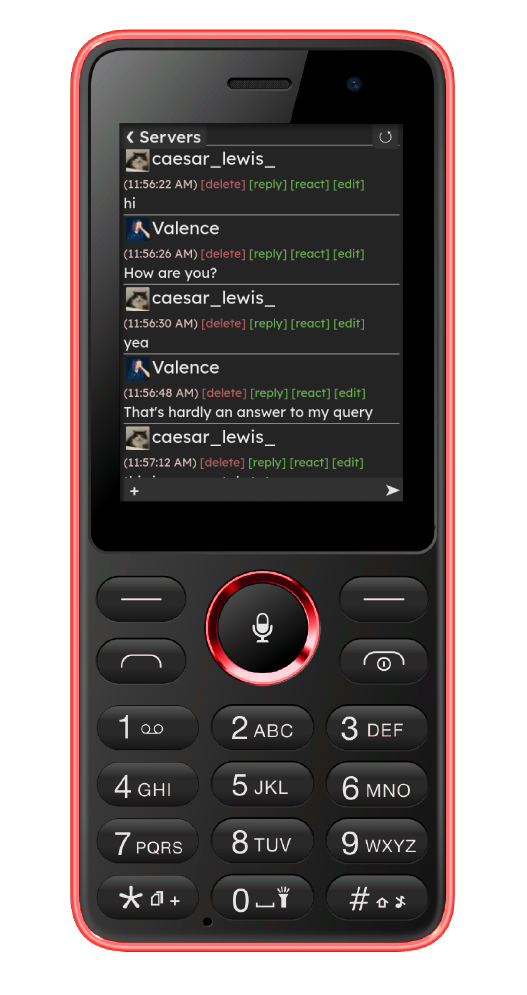 Servers
caesar_lewis_
(11:56:22 AM) [delete] [reply] [react] [edit]
hi
Valence
(11:56:26 AM) [delete] [reply] [react] [edit]
How are you?
caesar_lewis_
(11:56:30 AM) [delete] [reply] [react] [edit]
yea
Valence
(11:56:48 AM) [delete] [reply] [react] [edit]
That's hardly an answer to my query
caesar_lewis_
(11:57:12 AM) [delete] [reply] [react] [edit]
+
1
2 ABC
3 DEF
4 GHI
5 JKL
6 MNO
7 PQRS
8 TUV
9 WXYZ
* +
0
#